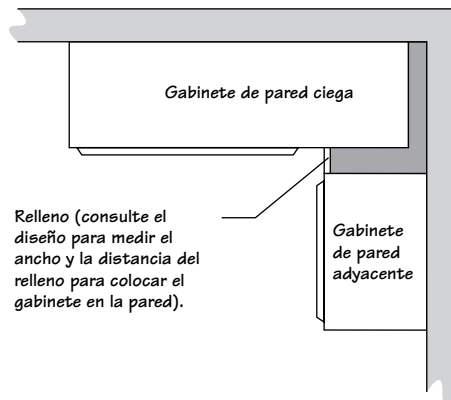 Gabinete de pared ciega
Relleno (consulte el
diseño para medir el
ancho y la distancia del
relleno para colocar el
gabinete en la pared).
Gabinete
de pared
adyacente